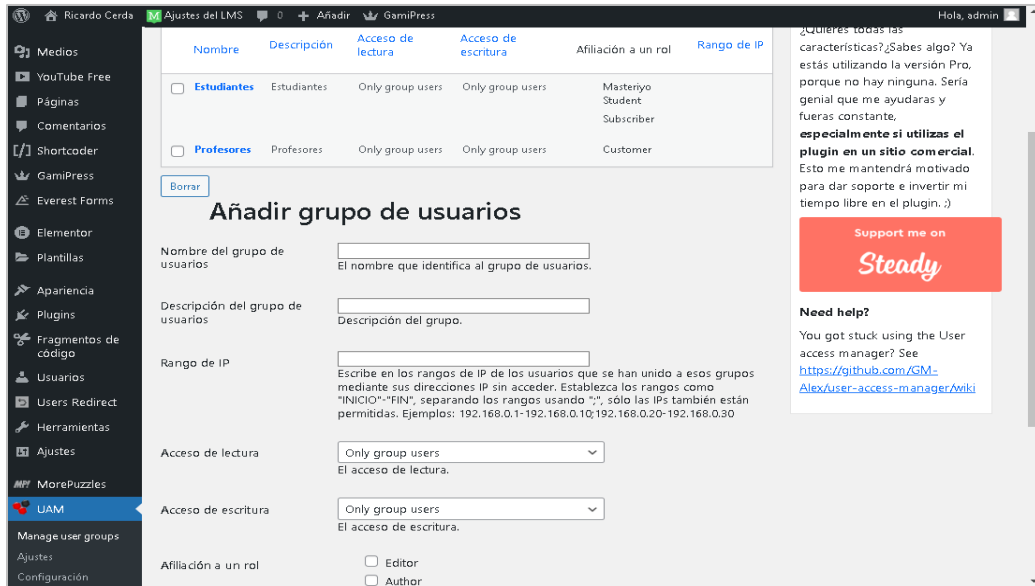 Ricardo Cerda
M Ajustes del LMS
0
+ Añadir
GamiPress
Hola, admin
Medios
YouTube Free
Páginas
Comentarios
[/] Shortcoder
GamiPress
Everest Forms
Elementor
Plantillas
Apariencia
Plugins
Fragmentos de
código
Usuarios
Users Redirect
Herramientas
Ajustes
MP! MorePuzzles
UAM
Manage user groups
Ajustes
Configuración
Nombre
Descripción
Acceso de
lectura
Acceso de
escritura
Afiliación a un rol
Rango de IP
Estudiantes
Estudiantes
Only group users
Only group users
Masteriyo
Student
Subscriber
Profesores
Profesores
Only group users
Only group users
Customer
Borrar
Añadir grupo de usuarios
Nombre del grupo de
usuarios
El nombre que identifica al grupo de usuarios.
Descripción del grupo de
usuarios
Descripción del grupo.
Rango de IP
Escribe en los rangos de IP de los usuarios que se han unido a esos grupos
mediante sus direcciones IP sin acceder. Establezca los rangos como
"INICIO"-"FIN", separando los rangos usando ";", sólo las IPs también están
permitidas. Ejemplos: 192.168.0.1-192.168.0.10;192.168.0.20-192.168.0.30
Acceso de lectura
Only group users
El acceso de lectura.
Acceso de escritura
Only group users
El acceso de escritura.
Afiliación a un rol
Editor
Author
¿Quieres todas las
características?¿Sabes algo? Ya
estás utilizando la versión Pro,
porque no hay ninguna. Sería
genial que me ayudaras y
fueras constante,
especialmente si utilizas el
plugin en un sitio comercial.
Esto me mantendrá motivado
para dar soporte e invertir mi
tiempo libre en el plugin. ;)
Support me on
Steady
Need help?
You got stuck using the User
access manager? See
https://github.com/GM-
Alex/user-access-manager/wiki